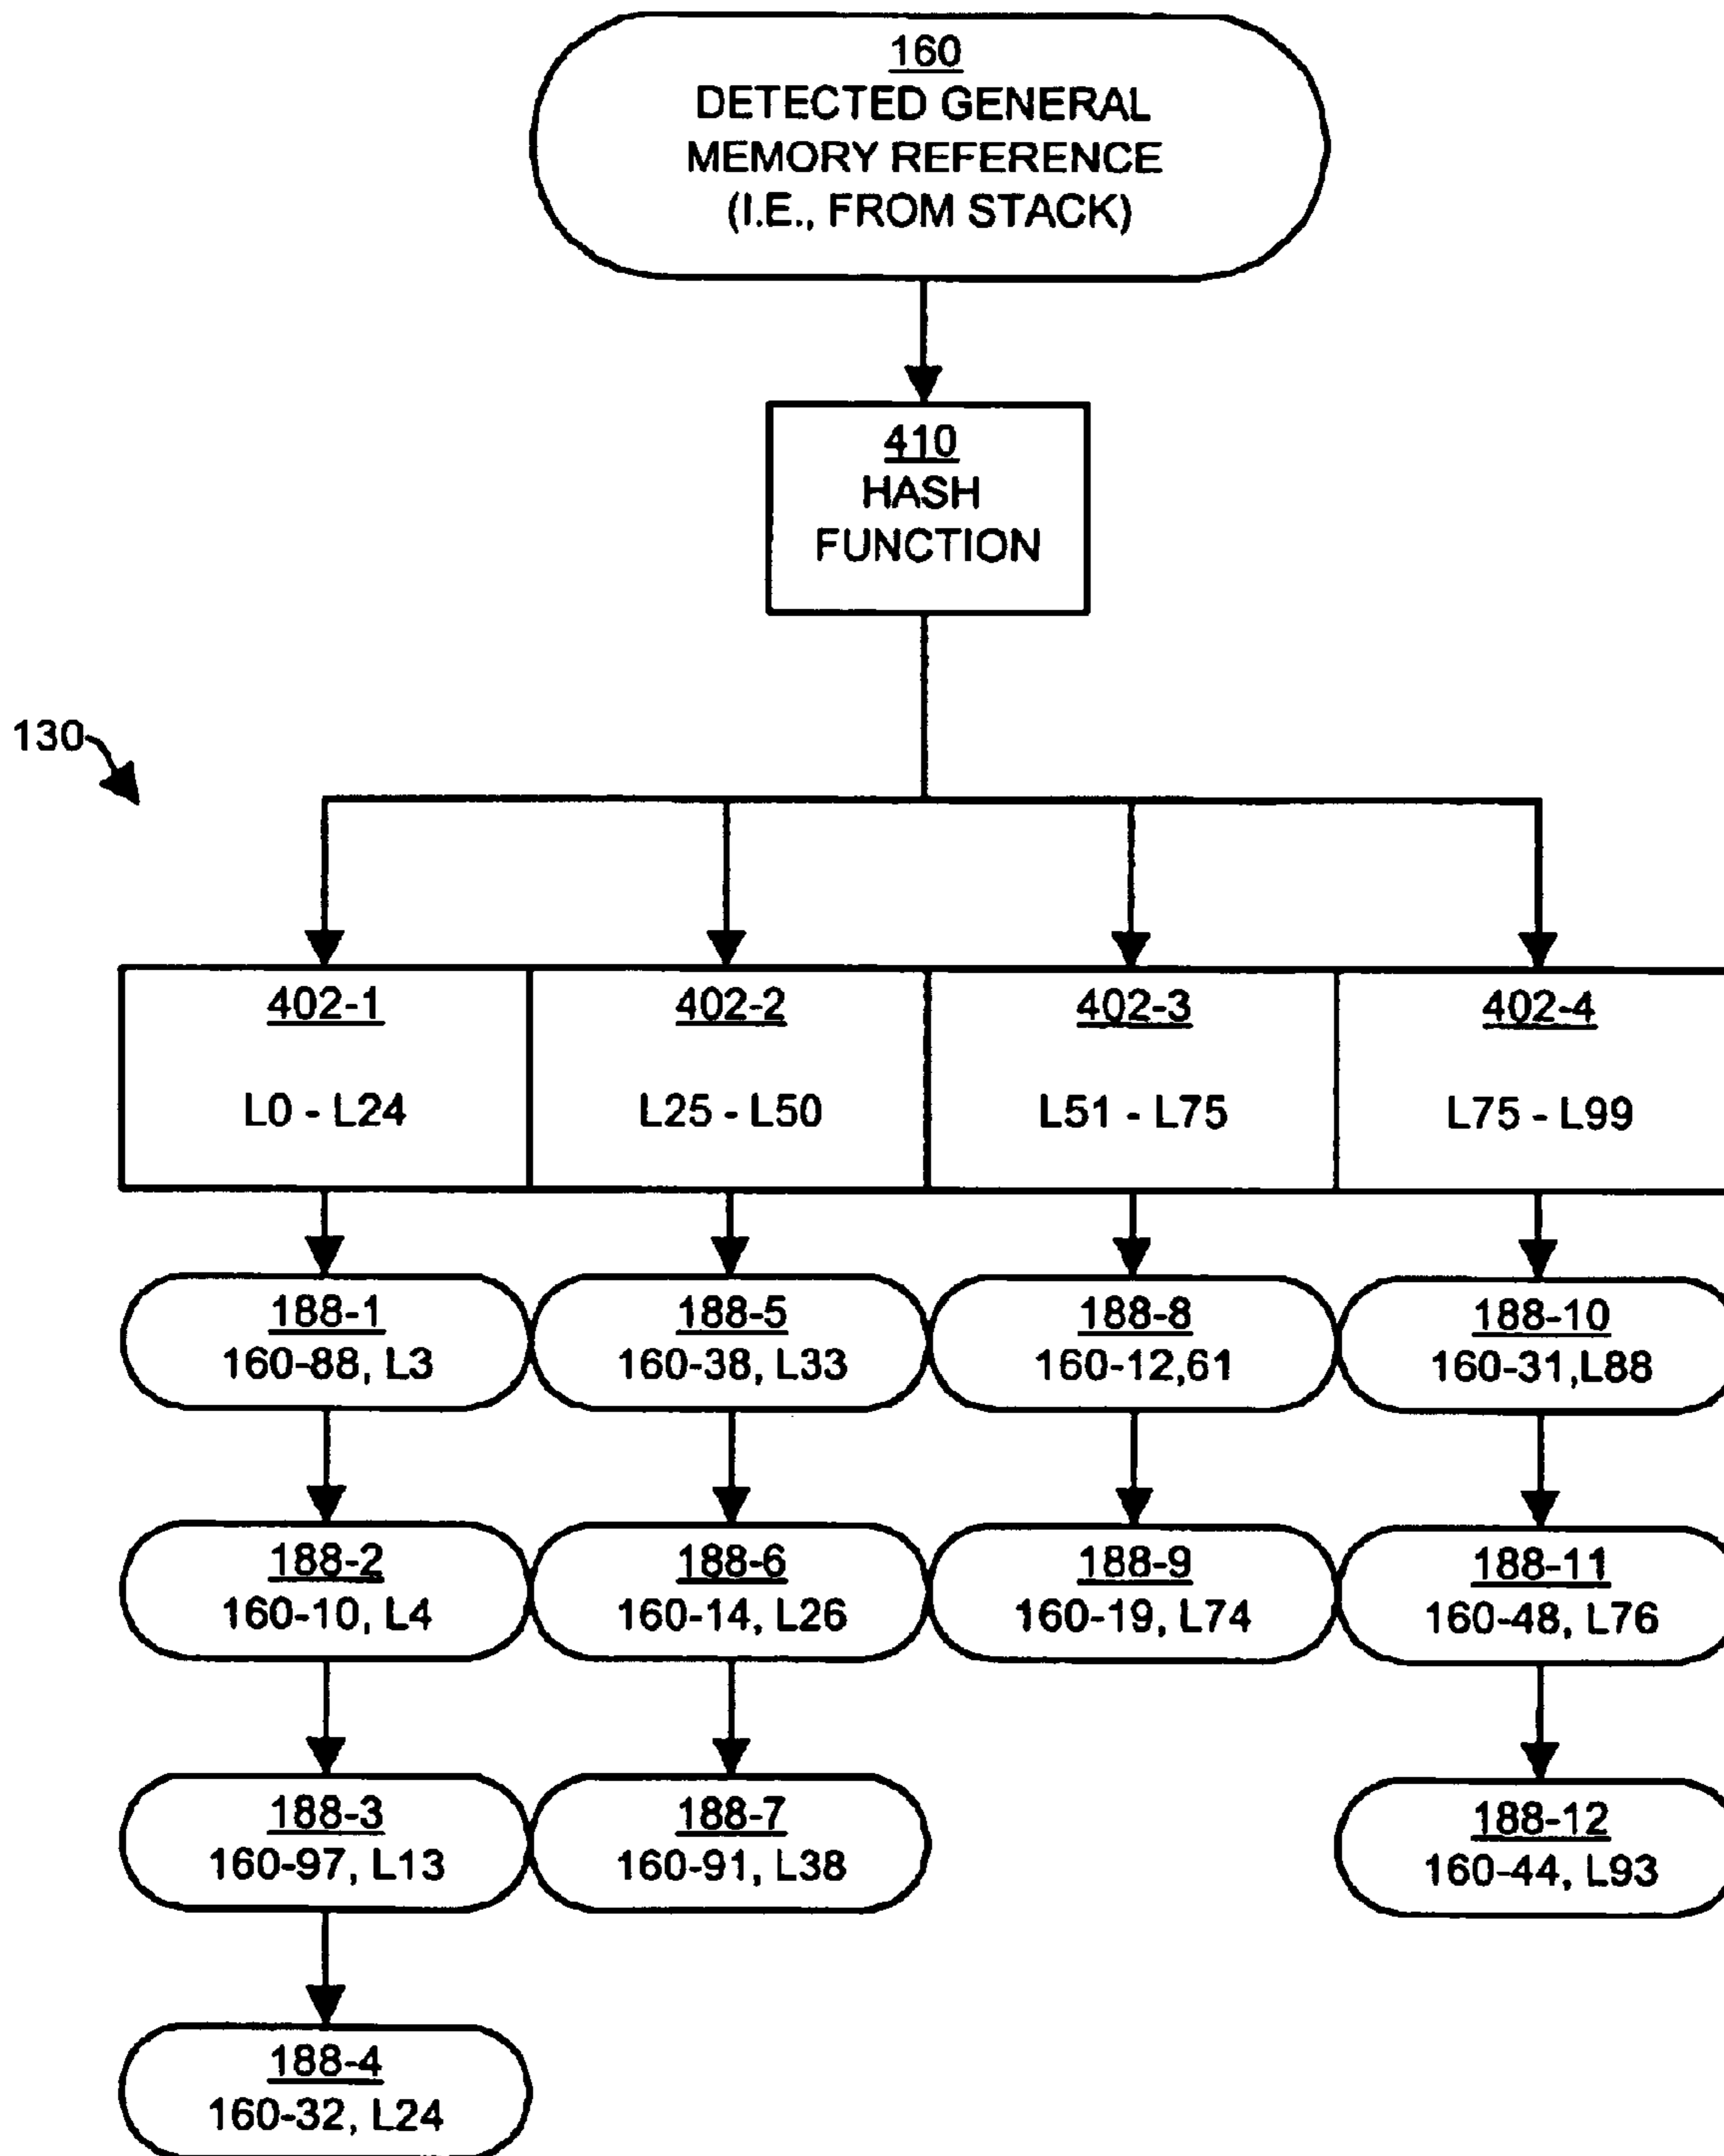 160
DETECTED GENERAL
MEMORY REFERENCE
(I.E., FROM STACK)
410
HASH
FUNCTION
130
402-1
L0 - L24
402-2
L25 - L50
402-3
L51 - L75
402-4
L75 - L99
188-1
160-88, L3
188-5
160-38, L33
188-8
160-12,61
188-10
160-31,L88
188-2
160-10, L4
188-6
160-14, L26
188-9
160-19, L74
188-11
160-48, L76
188-3
160-97, L13
188-7
160-91, L38
188-12
160-44, L93
188-4
160-32, L24